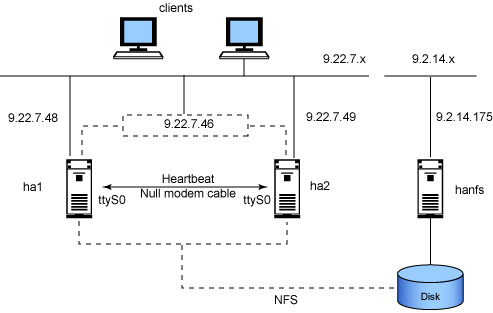 clients
9.22.7.x
9.2.14.x
9.22.7.48
9.22.7.46
9.22.7.49
9.2.14.175
ha1
Heartbeat
ha2
hanfs
Null modem cable
ttyS0
ttyS0
NFS
Disk